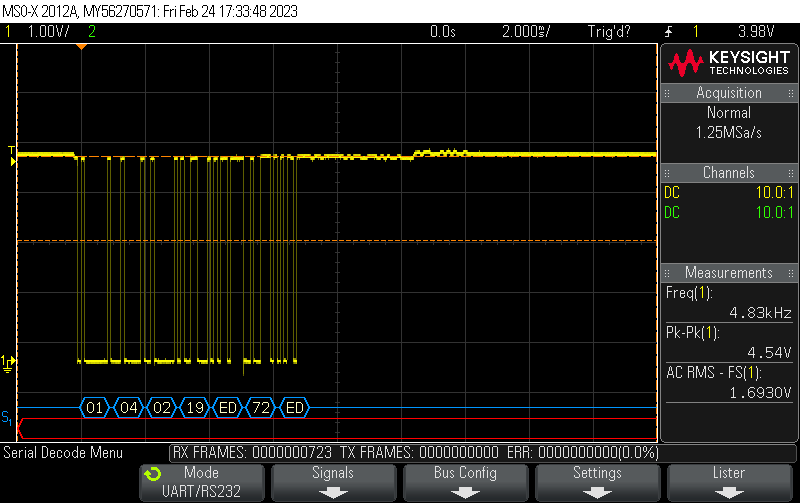 MSO-X 2012A, MY56270571: Fri Feb 24 17:33:48 2023
1 1.00V/ 2 0.0s 2.000ms/ Trig'd? 1 3.98V
KEYSIGHT
TECHNOLOGIES
Acquisition
Normal
1.25MSa/s
Channels
DC 10.0:1
DC 10.0:1
Measurements
Freq(1):
4.83kHz
Pk-Pk(1):
4.54V
AC RMS - FS(1):
1.6930V
T
1
01 04 02 19 ED 72 ED
S1
Serial Decode Menu RX FRAMES: 0000000723 TX FRAMES: 0000000000 ERR: 0000000000(0.0%)
Mode Signals Bus Config Settings Lister
UART/RS232